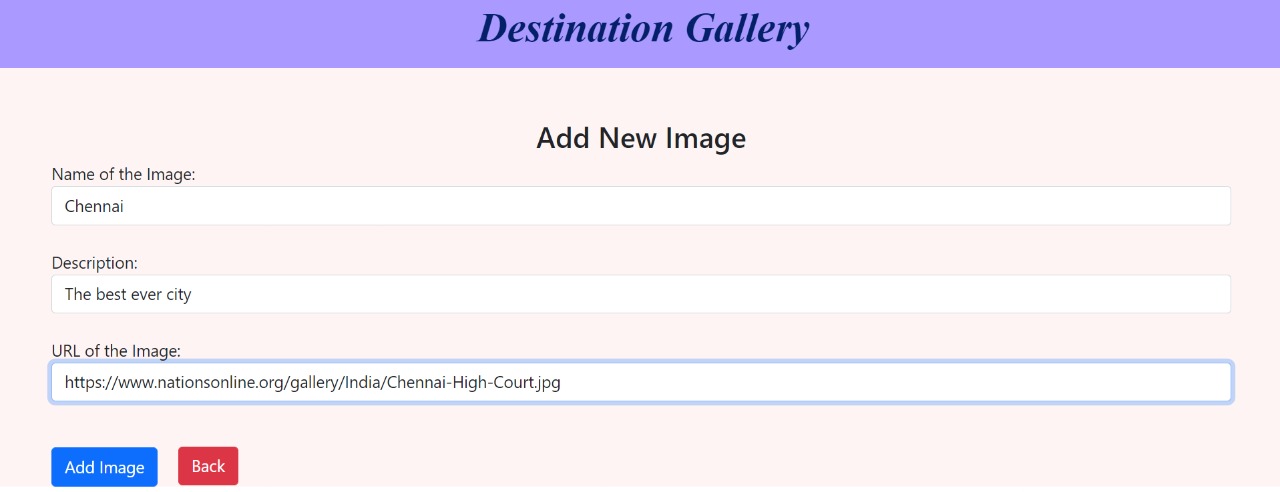 Destination Gallery
Add New Image
Name of the Image:
Chennai
Description:
The best ever city
URL of the Image:
https://www.nationsonline.org/gallery/India/Chennai-High-Court.jpg
Add Image Back